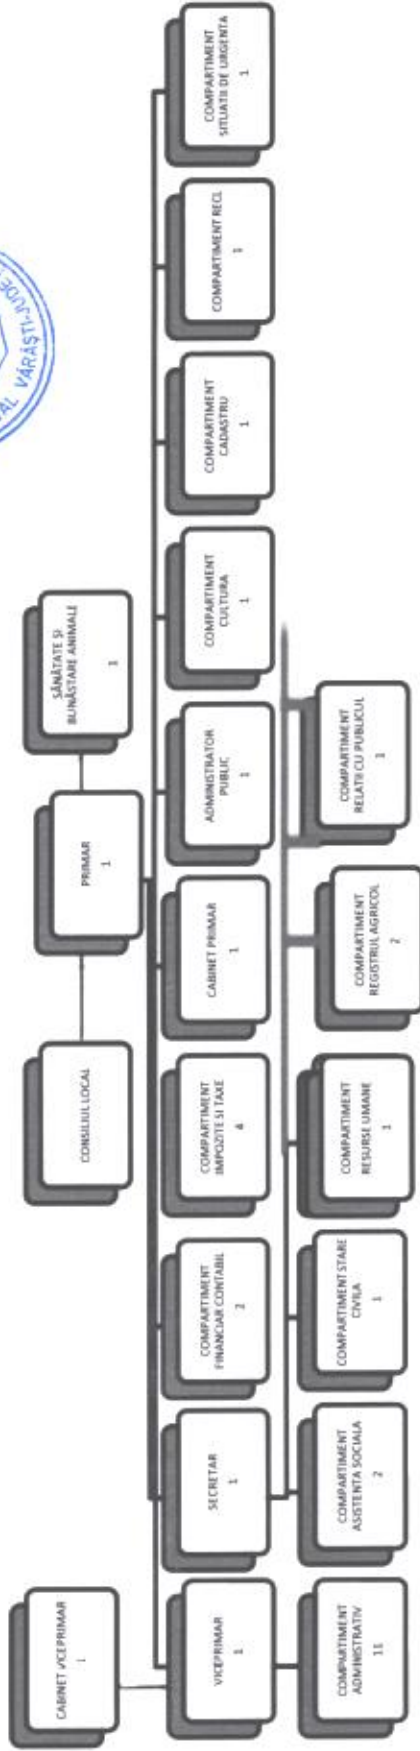 VĂRĂȘTI-JUDE
CONSILIUL LOCAL
PRIMAR
1
SĂNĂTATE ȘI
BUNĂSTARE ANIMALE
1
CABINET VICEPRIMAR
VICEPRIMAR
1
SECRETAR
1
COMPARTIMENT
FINANCIAR CONTABIL
2
COMPARTIMENT
IMPOZITE SI TAXE
4
CABINET PRIMAR
1
ADMINISTRATOR
PUBLIC
1
COMPARTIMENT
CULTURA
1
COMPARTIMENT
CADASTRU
1
COMPARTIMENT RECL
1
COMPARTIMENT
SITUATII DE URGENTA
1
COMPARTIMENT
ADMINISTRATIV
11
COMPARTIMENT
ASISTENTA SOCIALA
2
COMPARTIMENT STARE
CIVILA
1
COMPARTIMENT
RESURSE UMANE
1
COMPARTIMENT
REGISTRUL AGRICOL
2
COMPARTIMENT
RELATII CU PUBLICUL
1